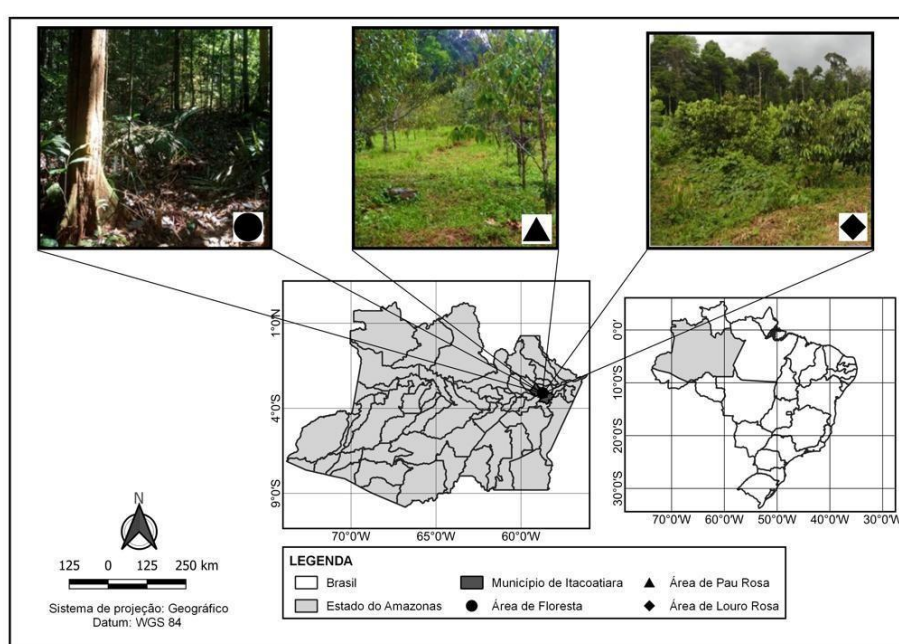 1°0'N
4°0'S
9°0'S
70°0'W 65°0'W 60°0'W
0°0'
10°0'S
20°0'S
30°0'S
70°0'W 60°0'W 50°0'W 40°0'W 30°0'W
N
125 0 125 250 km
Sistema de projeção: Geográfico
Datum: WGS 84
LEGENDA
Brasil
Município de Itacoatiara
Área de Pau Rosa
Estado do Amazonas
Área de Floresta
Área de Louro Rosa